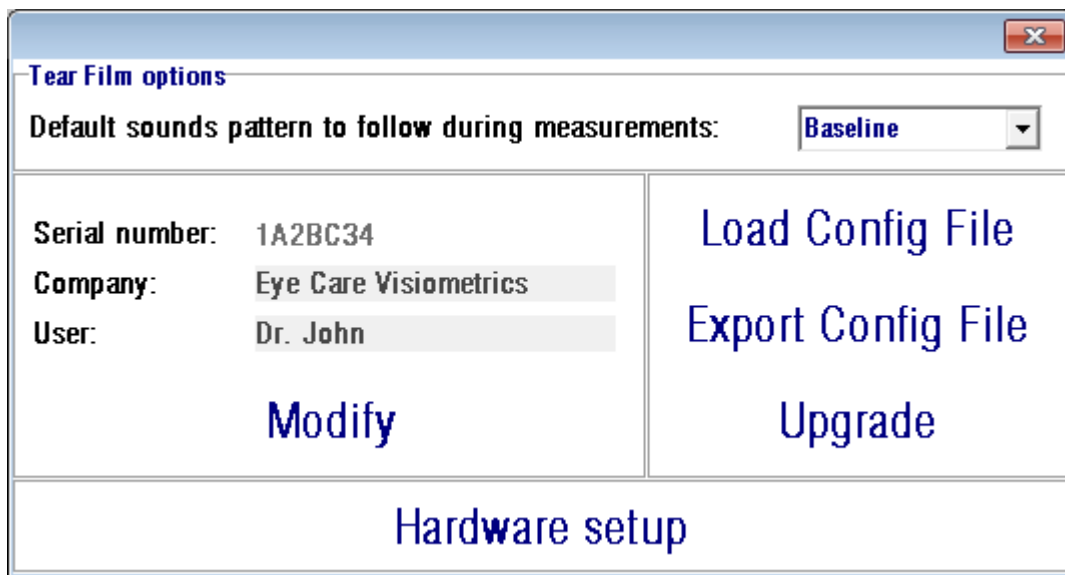 Tear Film options
Default sounds pattern to follow during measurements: Baseline
Serial number: 1A2BC34
Company: Eye Care Visiometrics
User: Dr. John
Modify
Load Config File
Export Config File
Upgrade
Hardware setup